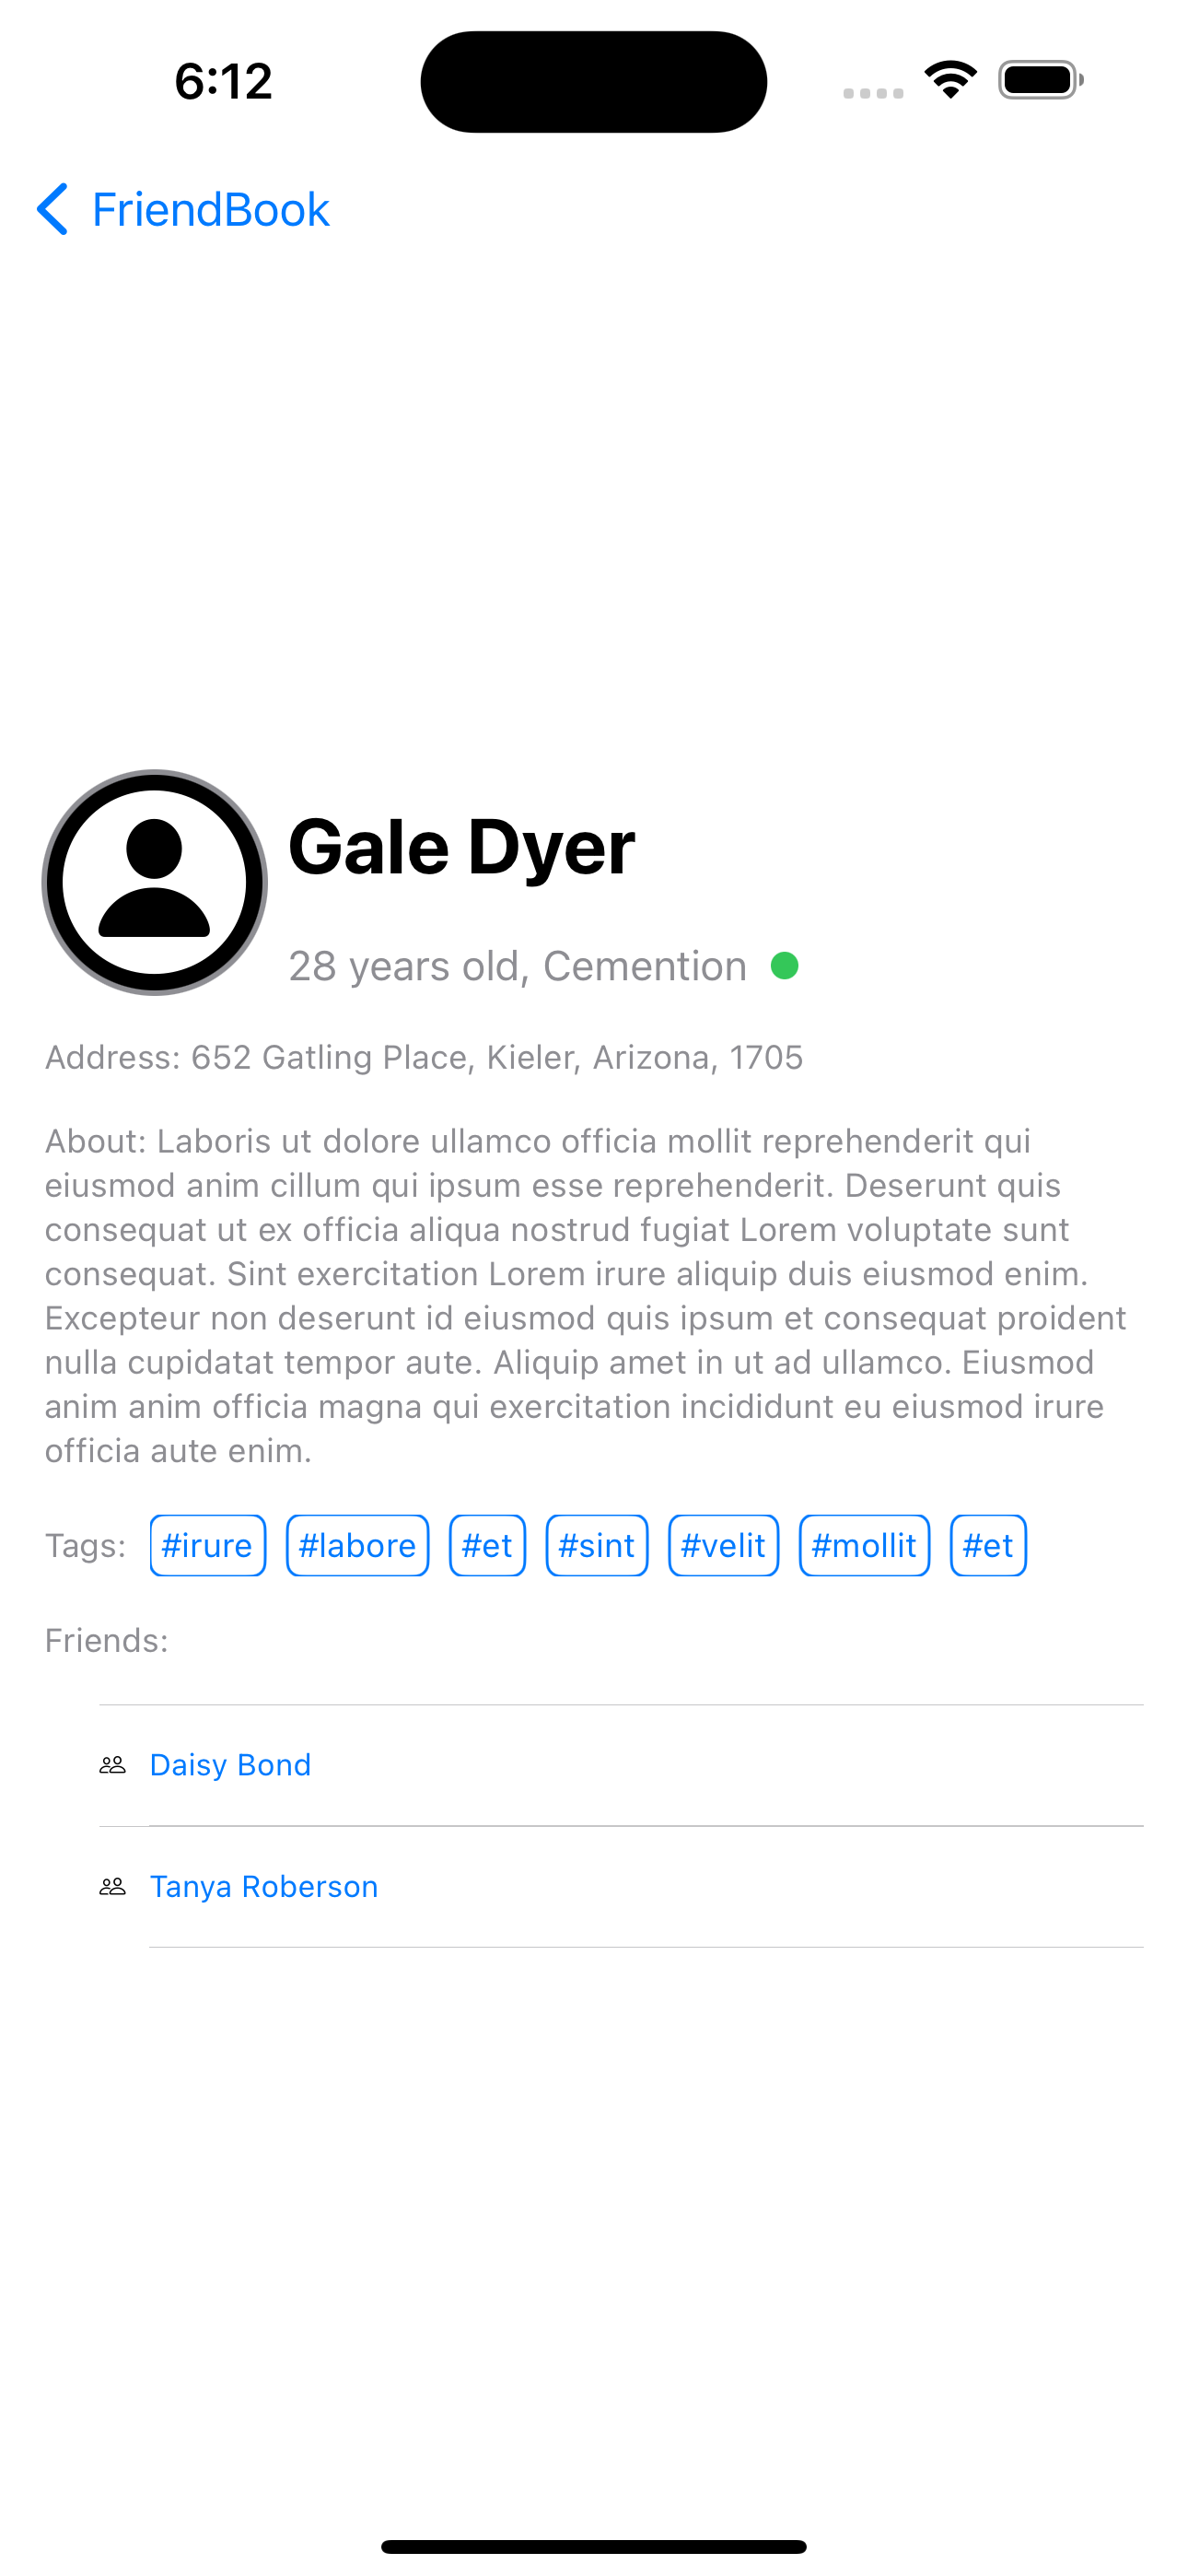 6:12
FriendBook
Gale Dyer
28 years old, Cemention
Address: 652 Gatling Place, Kieler, Arizona, 1705
About: Laboris ut dolore ullamco officia mollit reprehenderit qui
eiusmod anim cillum qui ipsum esse reprehenderit. Deserunt quis
consequat ut ex officia aliqua nostrud fugiat Lorem voluptate sunt
consequat. Sint exercitation Lorem irure aliquip duis eiusmod enim.
Excepteur non deserunt id eiusmod quis ipsum et consequat proident
nulla cupidatat tempor aute. Aliquip amet in ut ad ullamco. Eiusmod
anim anim officia magna qui exercitation incididunt eu eiusmod irure
officia aute enim.
Tags: #irure #labore #et #sint #velit #mollit #et
Friends:
Daisy Bond
Tanya Roberson